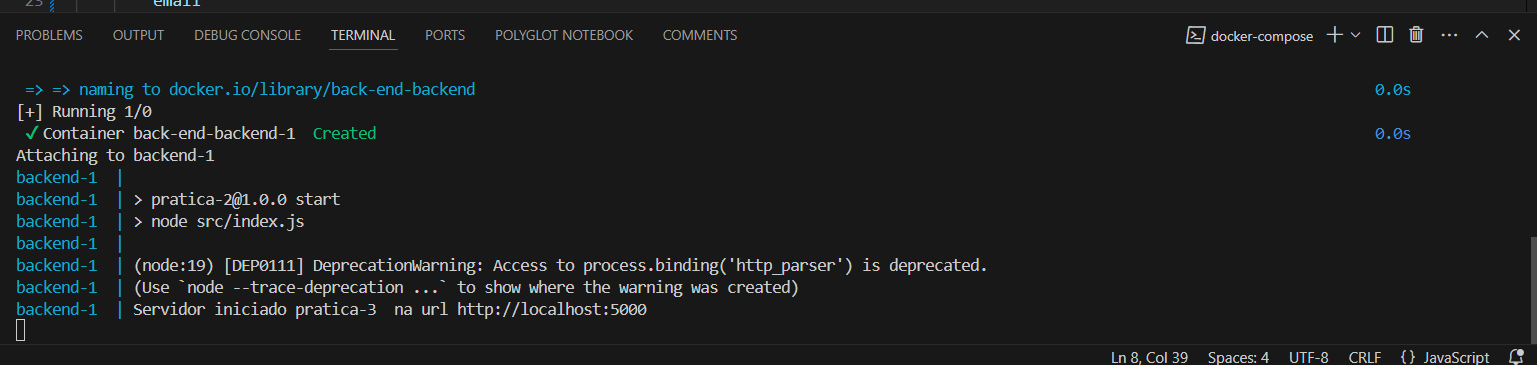 23 email
PROBLEMS OUTPUT DEBUG CONSOLE TERMINAL PORTS POLYGLOT NOTEBOOK COMMENTS docker-compose
=> => naming to docker.io/library/back-end-backend 0.0s
[+] Running 1/0
✓ Container back-end-backend-1 Created 0.0s
Attaching to backend-1
backend-1 |
backend-1 | > pratica-2@1.0.0 start
backend-1 | > node src/index.js
backend-1 |
backend-1 | (node:19) [DEP0111] DeprecationWarning: Access to process.binding('http_parser') is deprecated.
backend-1 | (Use `node --trace-deprecation ...` to show where the warning was created)
backend-1 | Servidor iniciado pratica-3 na url http://localhost:5000
Ln 8, Col 39 Spaces: 4 UTF-8 CRLF {} JavaScript